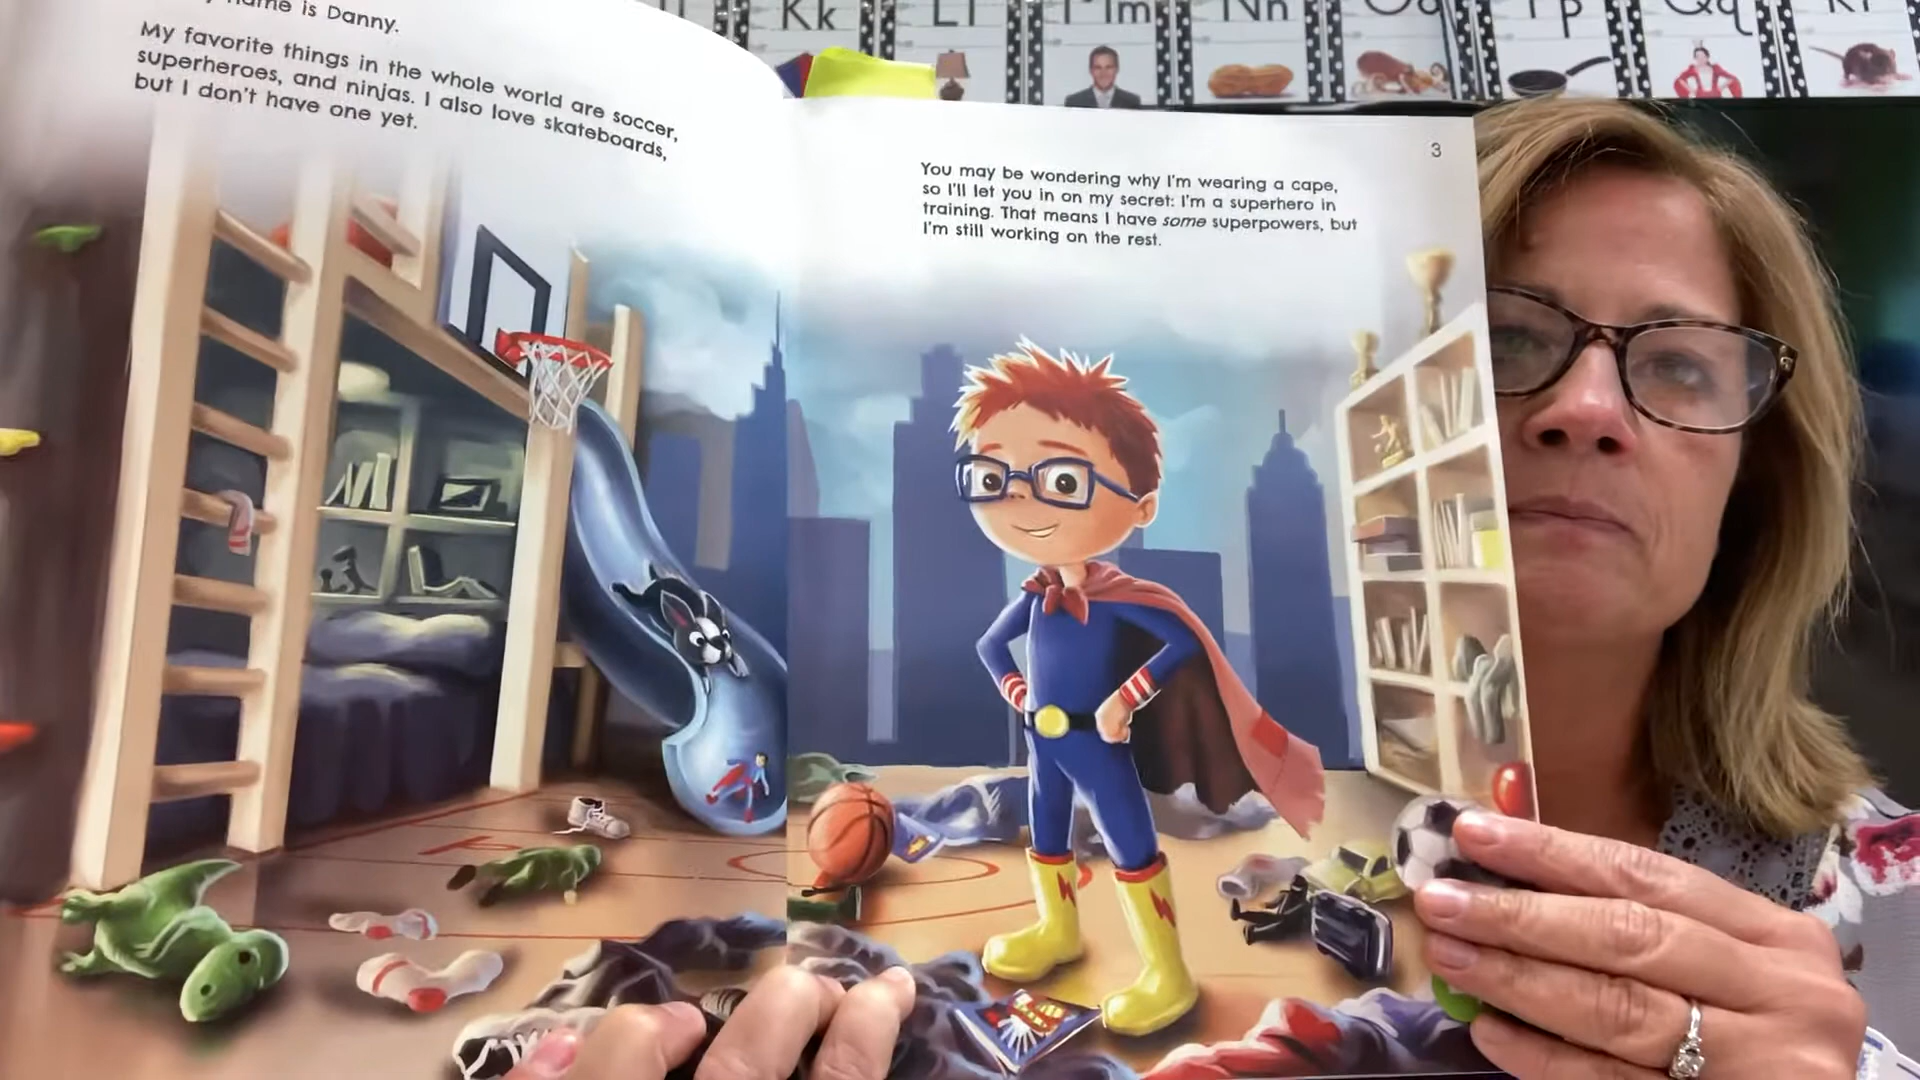 Kk Ll Mm Nn Oo Pp Qq
name is Danny.
My favorite things in the whole world are soccer,
superheroes, and ninjas. I also love skateboards,
but I don't have one yet.
3
You may be wondering why I'm wearing a cape,
so I'll let you in on my secret: I'm a superhero in
training. That means I have some superpowers, but
I'm still working on the rest.